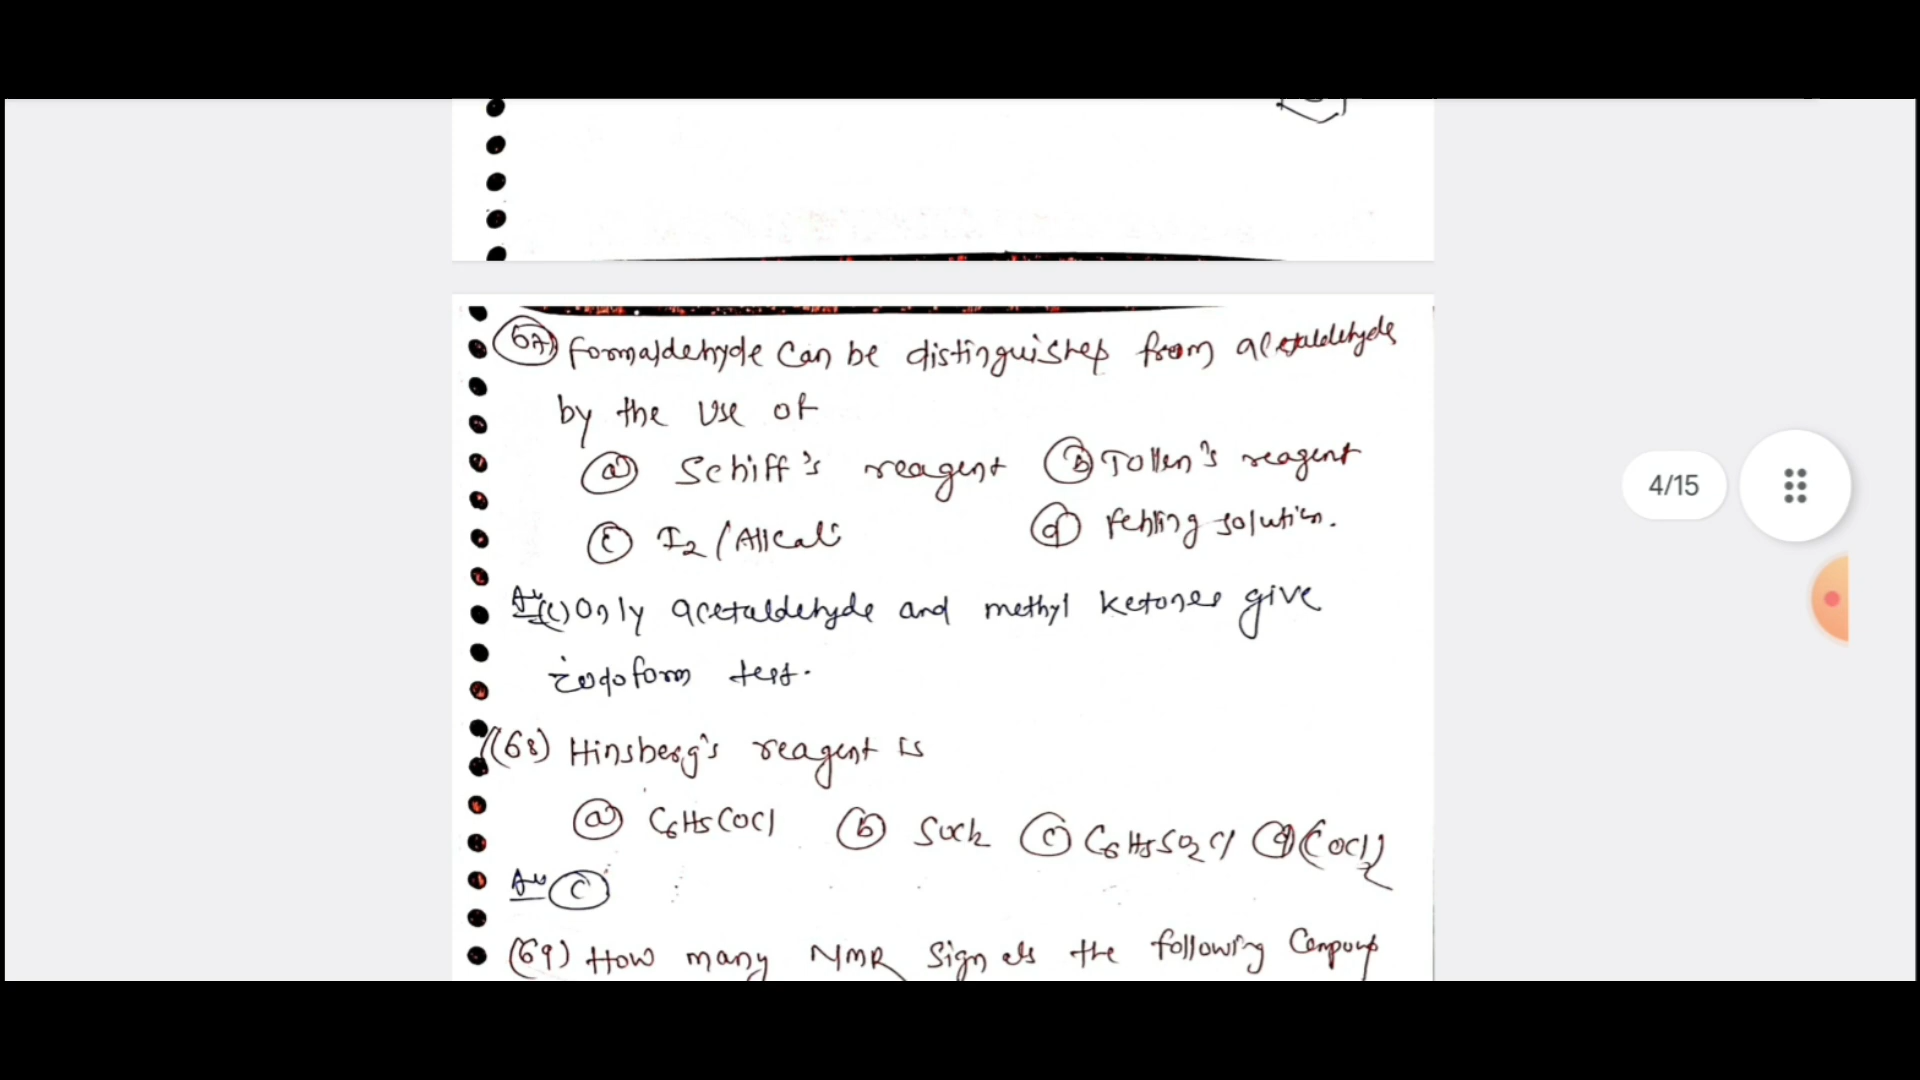 (67) Formaldehyde can be distinguished from acetaldehyde
by the use of
(a) Schiff's reagent (b) Tollen's reagent
(c) I2/Alkali (d) Fehling solution.
Ans (c) Only acetaldehyde and methyl ketones give
iodoform test.
(68) Hinsberg's reagent is
(a) C6H5COCl (b) SOCl2 (c) C6H5SO2Cl (d) (COCl)2
Ans (c)
(69) How many NMR Signals the following Compound
4/15